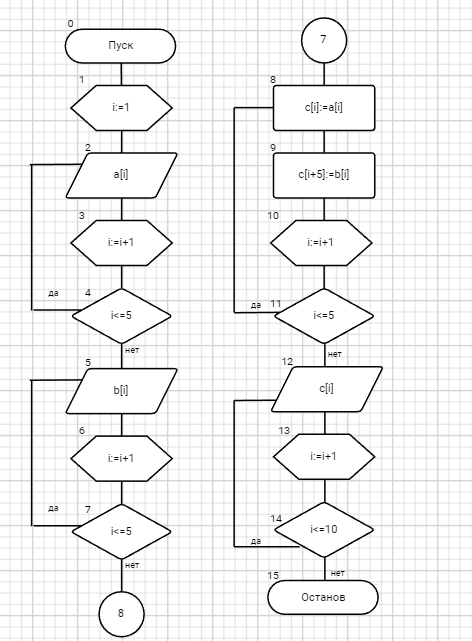 0
Пуск
1
i:=1
2
a[i]
3
i:=i+1
да
4
i<=5
нет
5
b[i]
6
i:=i+1
да
7
i<=5
нет
8
7
8
c[i]:=a[i]
9
c[i+5]:=b[i]
10
i:=i+1
да
11
i<=5
нет
12
c[i]
13
i:=i+1
14
i<=10
да
нет
15
Останов